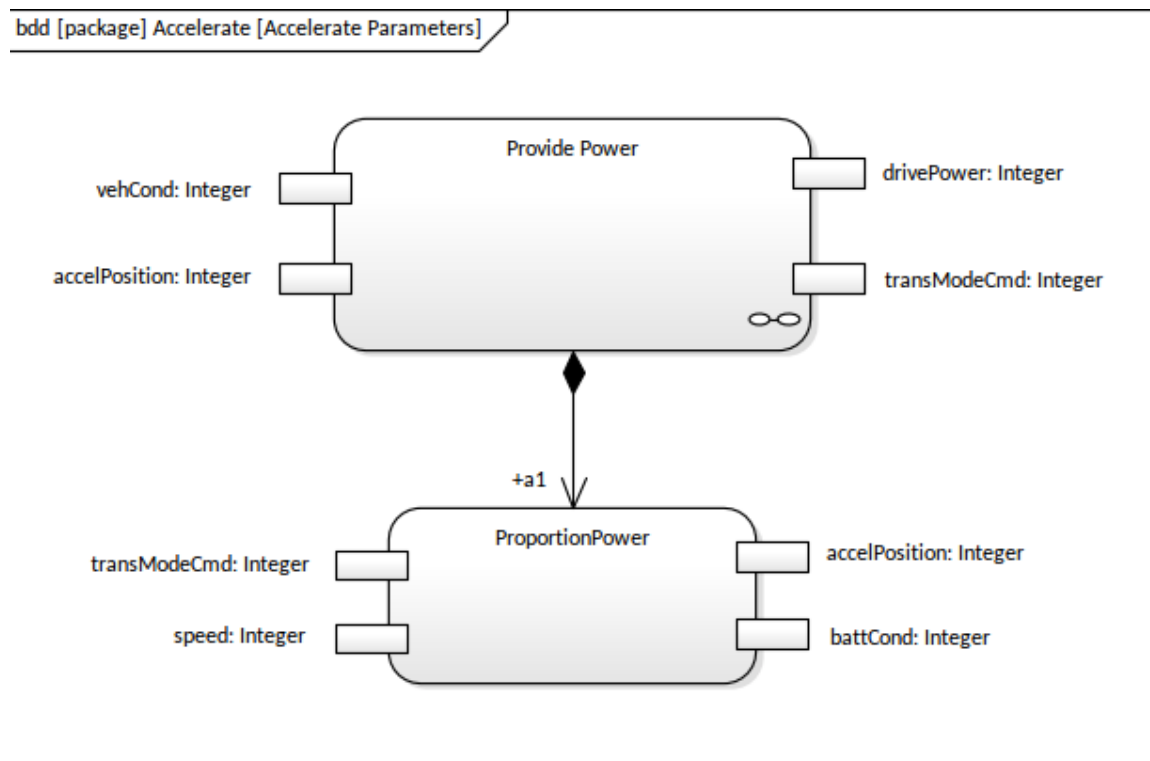 bdd [package] Accelerate [Accelerate Parameters]
Provide Power
vehCond: Integer
drivePower: Integer
accelPosition: Integer
transModeCmd: Integer
+a1
ProportionPower
transModeCmd: Integer
accelPosition: Integer
speed: Integer
battCond: Integer